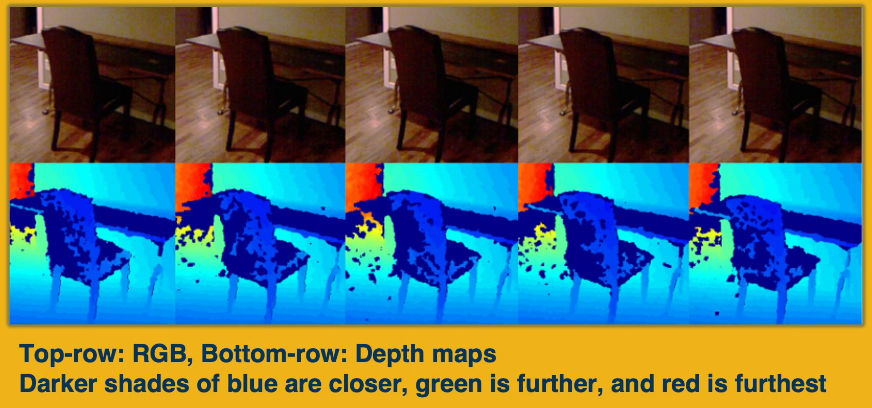 Top-row: RGB, Bottom-row: Depth maps
Darker shades of blue are closer, green is further, and red is furthest